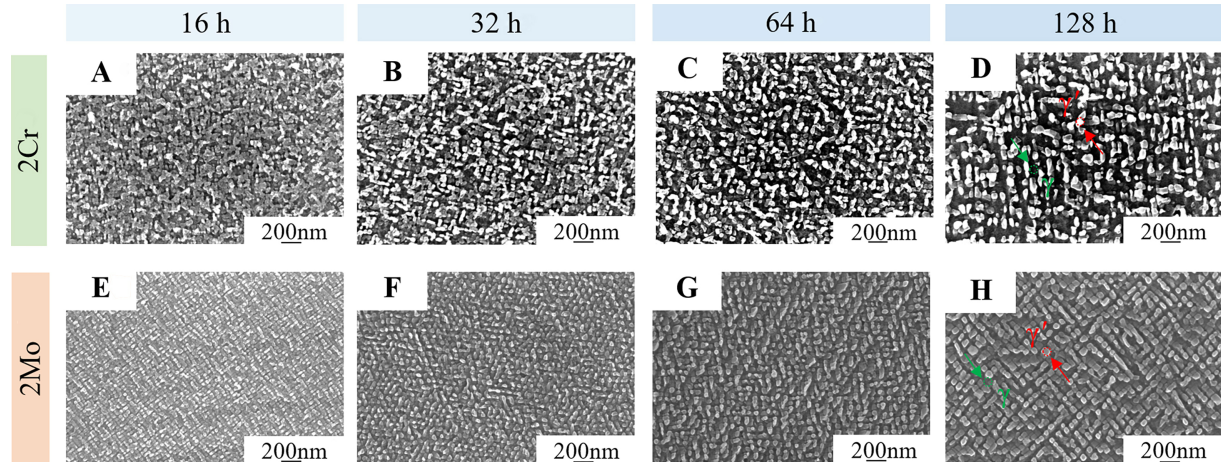 16 h
32 h
64 h
128 h
2Cr
A
B
C
D
γ'
γ
200nm
200nm
200nm
200nm
2Mo
E
F
G
H
γ'
γ
200nm
200nm
200nm
200nm